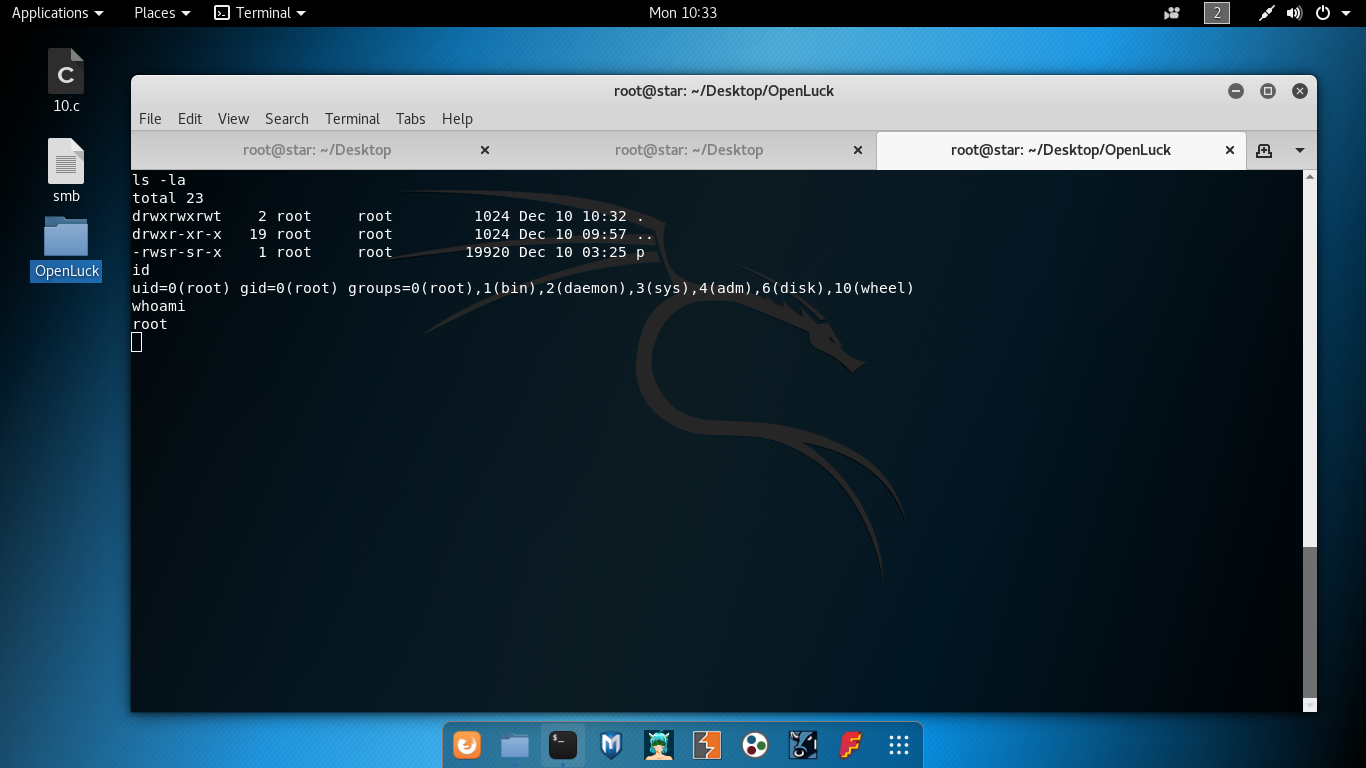 Applications Places Terminal Mon 10:33 2
10.c
smb
OpenLuck
root@star: ~/Desktop/OpenLuck
File Edit View Search Terminal Tabs Help
root@star: ~/Desktop root@star: ~/Desktop root@star: ~/Desktop/OpenLuck
ls -la
total 23
drwxrwxrwt    2 root     root         1024 Dec 10 10:32 .
drwxr-xr-x   19 root     root         1024 Dec 10 09:57 ..
-rwsr-sr-x    1 root     root        19920 Dec 10 03:25 p
id
uid=0(root) gid=0(root) groups=0(root),1(bin),2(daemon),3(sys),4(adm),6(disk),10(wheel)
whoami
root